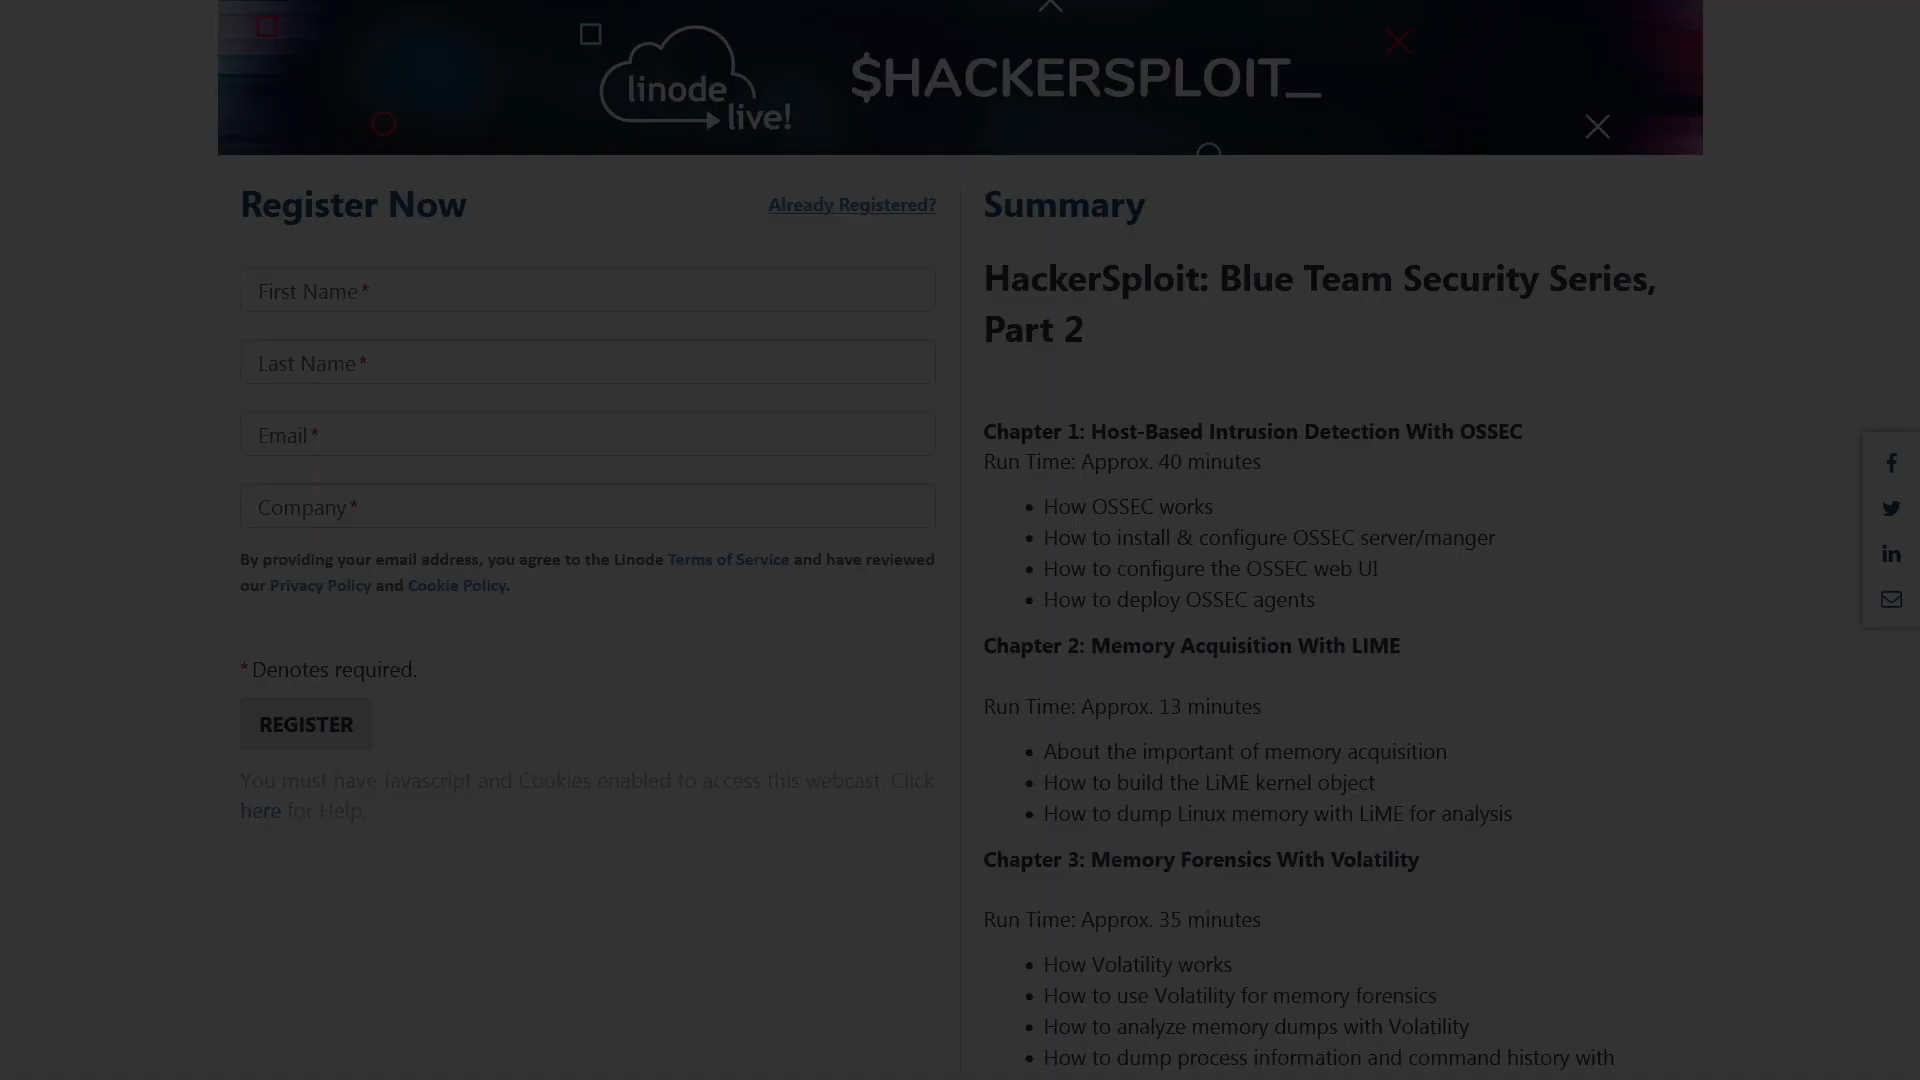 linode
live!
$HACKERSPLOIT_
Register Now
Already Registered?
First Name*
Last Name*
Email*
Company*
By providing your email address, you agree to the Linode Terms of Service and have reviewed
our Privacy Policy and Cookie Policy.
* Denotes required.
REGISTER
You must have Javascript and Cookies enabled to access this webcast. Click
here for Help.
Summary
HackerSploit: Blue Team Security Series,
Part 2
Chapter 1: Host-Based Intrusion Detection With OSSEC
Run Time: Approx. 40 minutes
• How OSSEC works
• How to install & configure OSSEC server/manger
• How to configure the OSSEC web UI
• How to deploy OSSEC agents
Chapter 2: Memory Acquisition With LIME
Run Time: Approx. 13 minutes
• About the important of memory acquisition
• How to build the LiME kernel object
• How to dump Linux memory with LiME for analysis
Chapter 3: Memory Forensics With Volatility
Run Time: Approx. 35 minutes
• How Volatility works
• How to use Volatility for memory forensics
• How to analyze memory dumps with Volatility
• How to dump process information and command history with